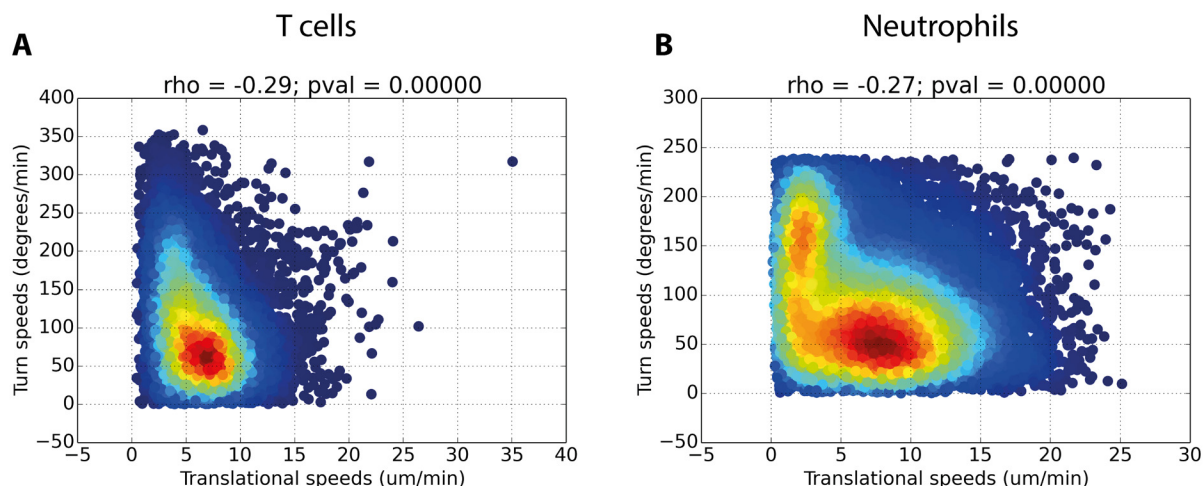 T cells
A
rho = -0.29; pval = 0.00000
400
350
300
250
200
150
100
50
0
−50
Turn speeds (degrees/min)
−5 0 5 10 15 20 25 30 35 40
Translational speeds (um/min)
Neutrophils
B
rho = -0.27; pval = 0.00000
300
250
200
150
100
50
0
−50
Turn speeds (degrees/min)
−5 0 5 10 15 20 25 30
Translational speeds (um/min)